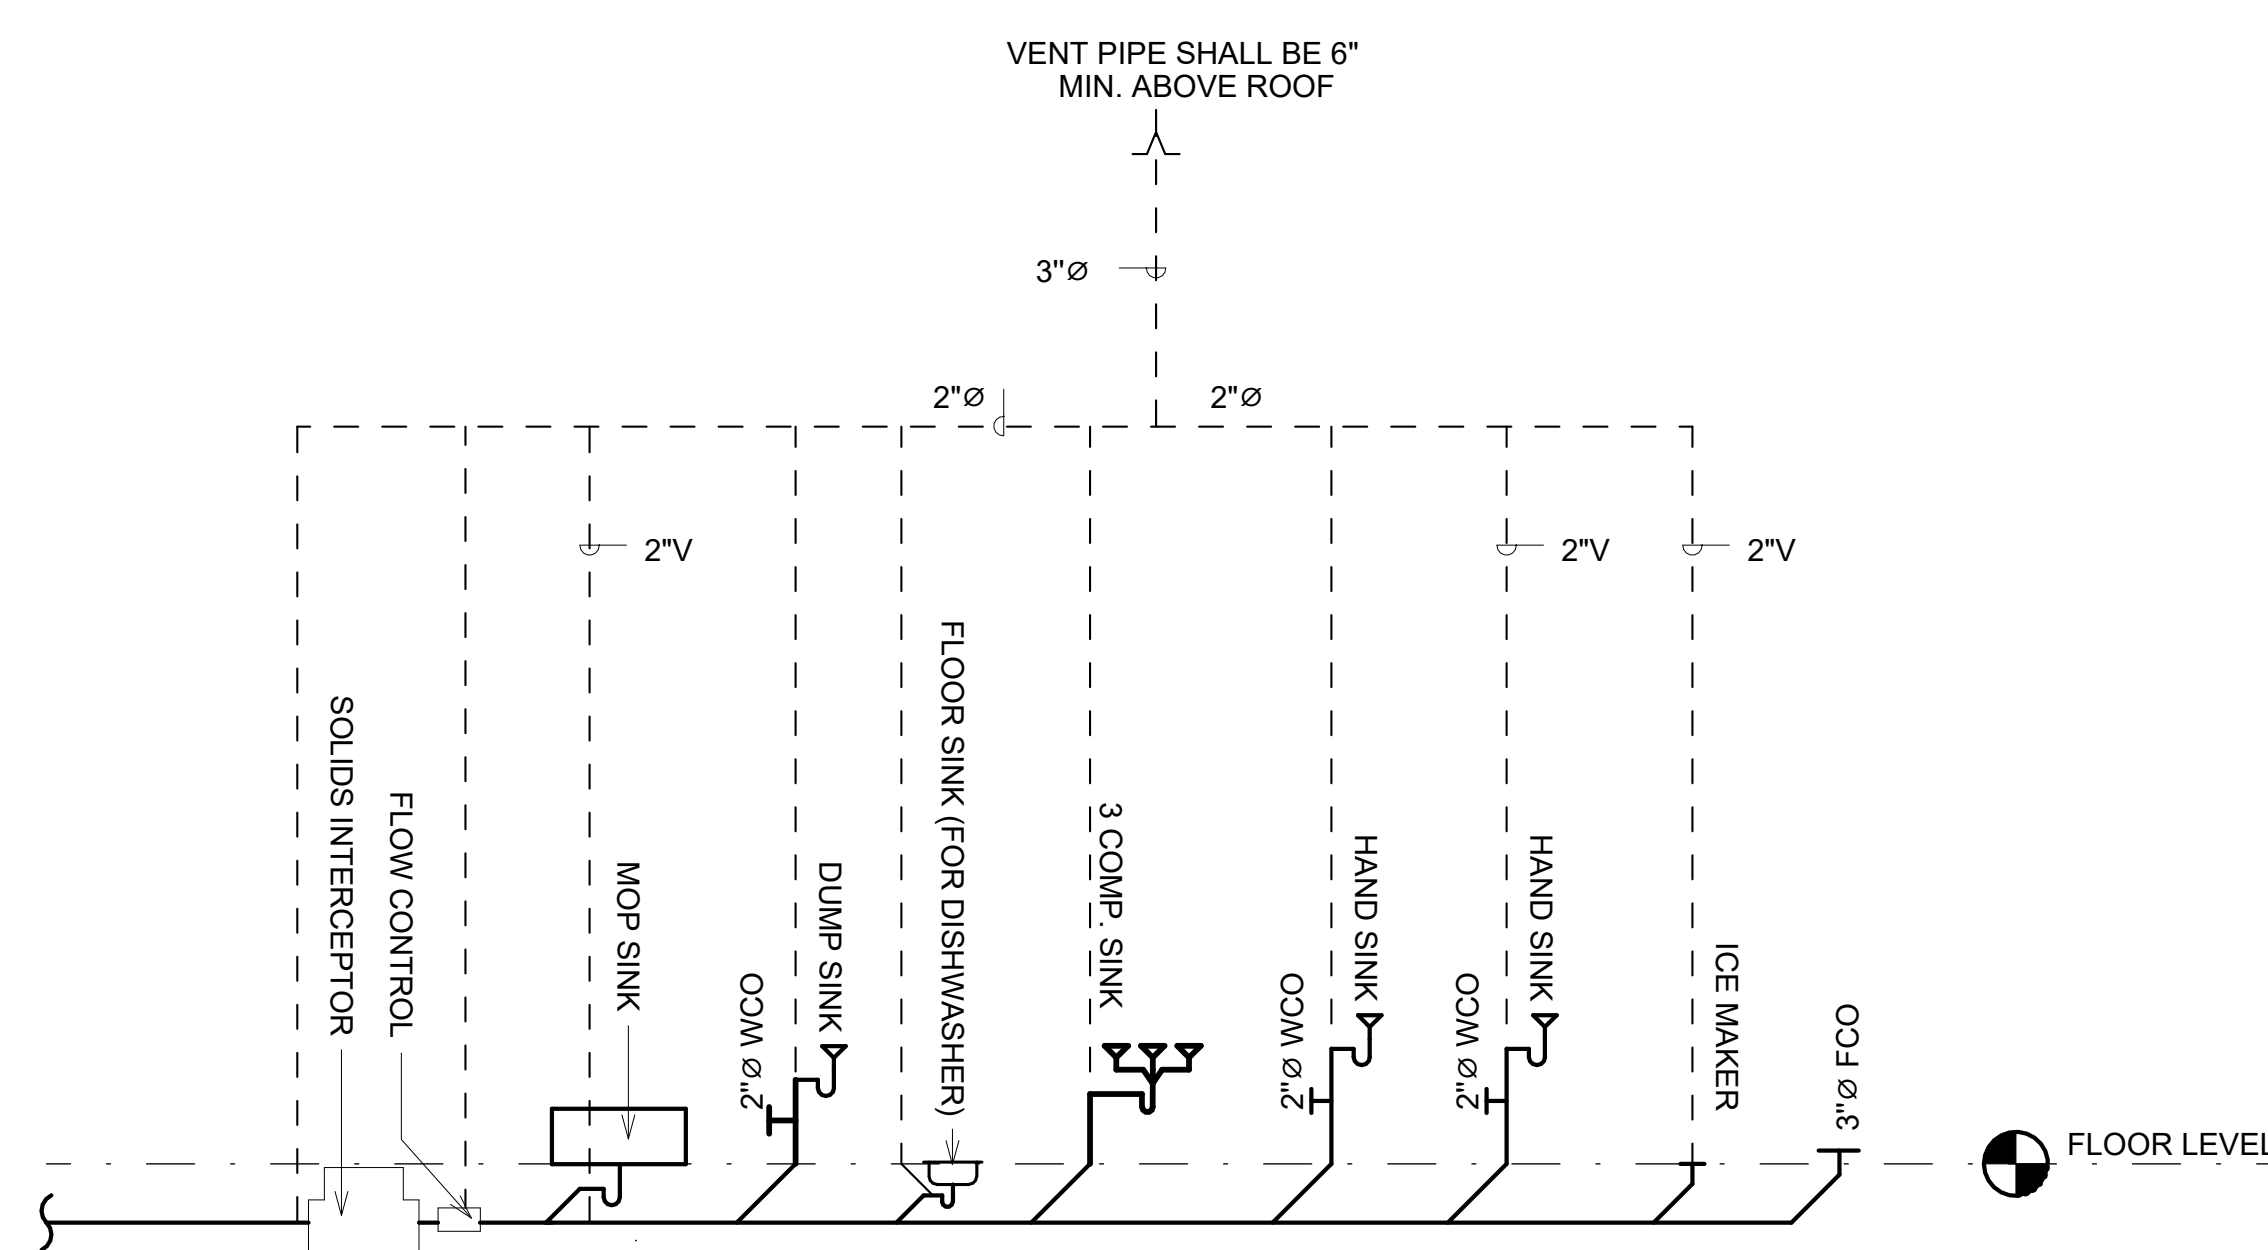 VENT PIPE SHALL BE 6"
MIN. ABOVE ROOF
3"Ø
2"Ø
2"Ø
2"V
2"V
2"V
SOLIDS INTERCEPTOR
FLOW CONTROL
MOP SINK
2"Ø WCO
DUMP SINK
FLOOR SINK (FOR DISHWASHER)
3 COMP. SINK
2"Ø WCO
HAND SINK
2"Ø WCO
HAND SINK
ICE MAKER
3"Ø FCO
FLOOR LEVEL